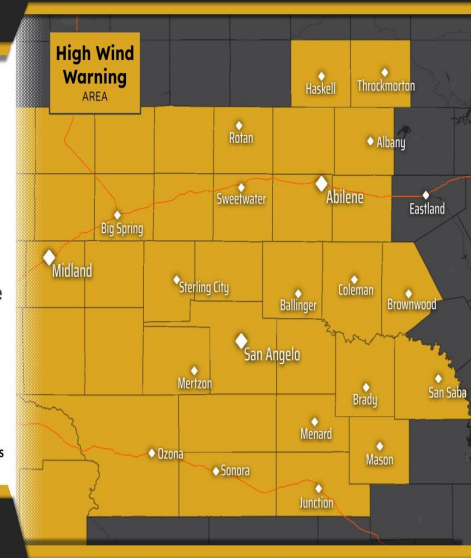 High Wind
Warning
AREA
Haskell
Throckmorton
Rotan
Albany
Sweetwater
Abilene
Eastland
Big Spring
Midland
Sterling City
Ballinger
Coleman
Brownwood
San Angelo
Mertzon
Brady
San Saba
Menard
Mason
Ozona
Sonora
Junction
e
s